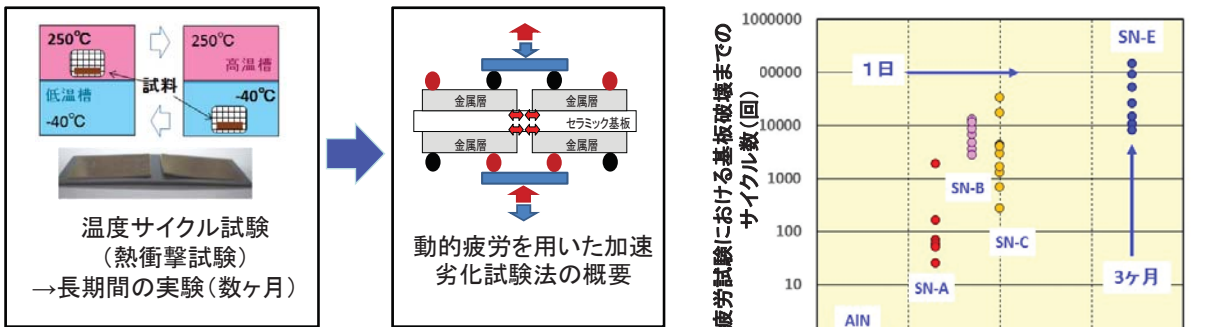 250℃
250℃
高温槽
試料
低温槽
-40℃
-40℃
温度サイクル試験
（熱衝撃試験）
→長期間の実験（数ヶ月）
金属層
金属層
セラミック基板
金属層
金属層
動的疲労を用いた加速
劣化試験法の概要
疲労試験における基板破壊までの
サイクル数(回)
1000000
00000
10000
1000
100
10
1日
SN-E
SN-B
SN-C
SN-A
3ヶ月
AlN